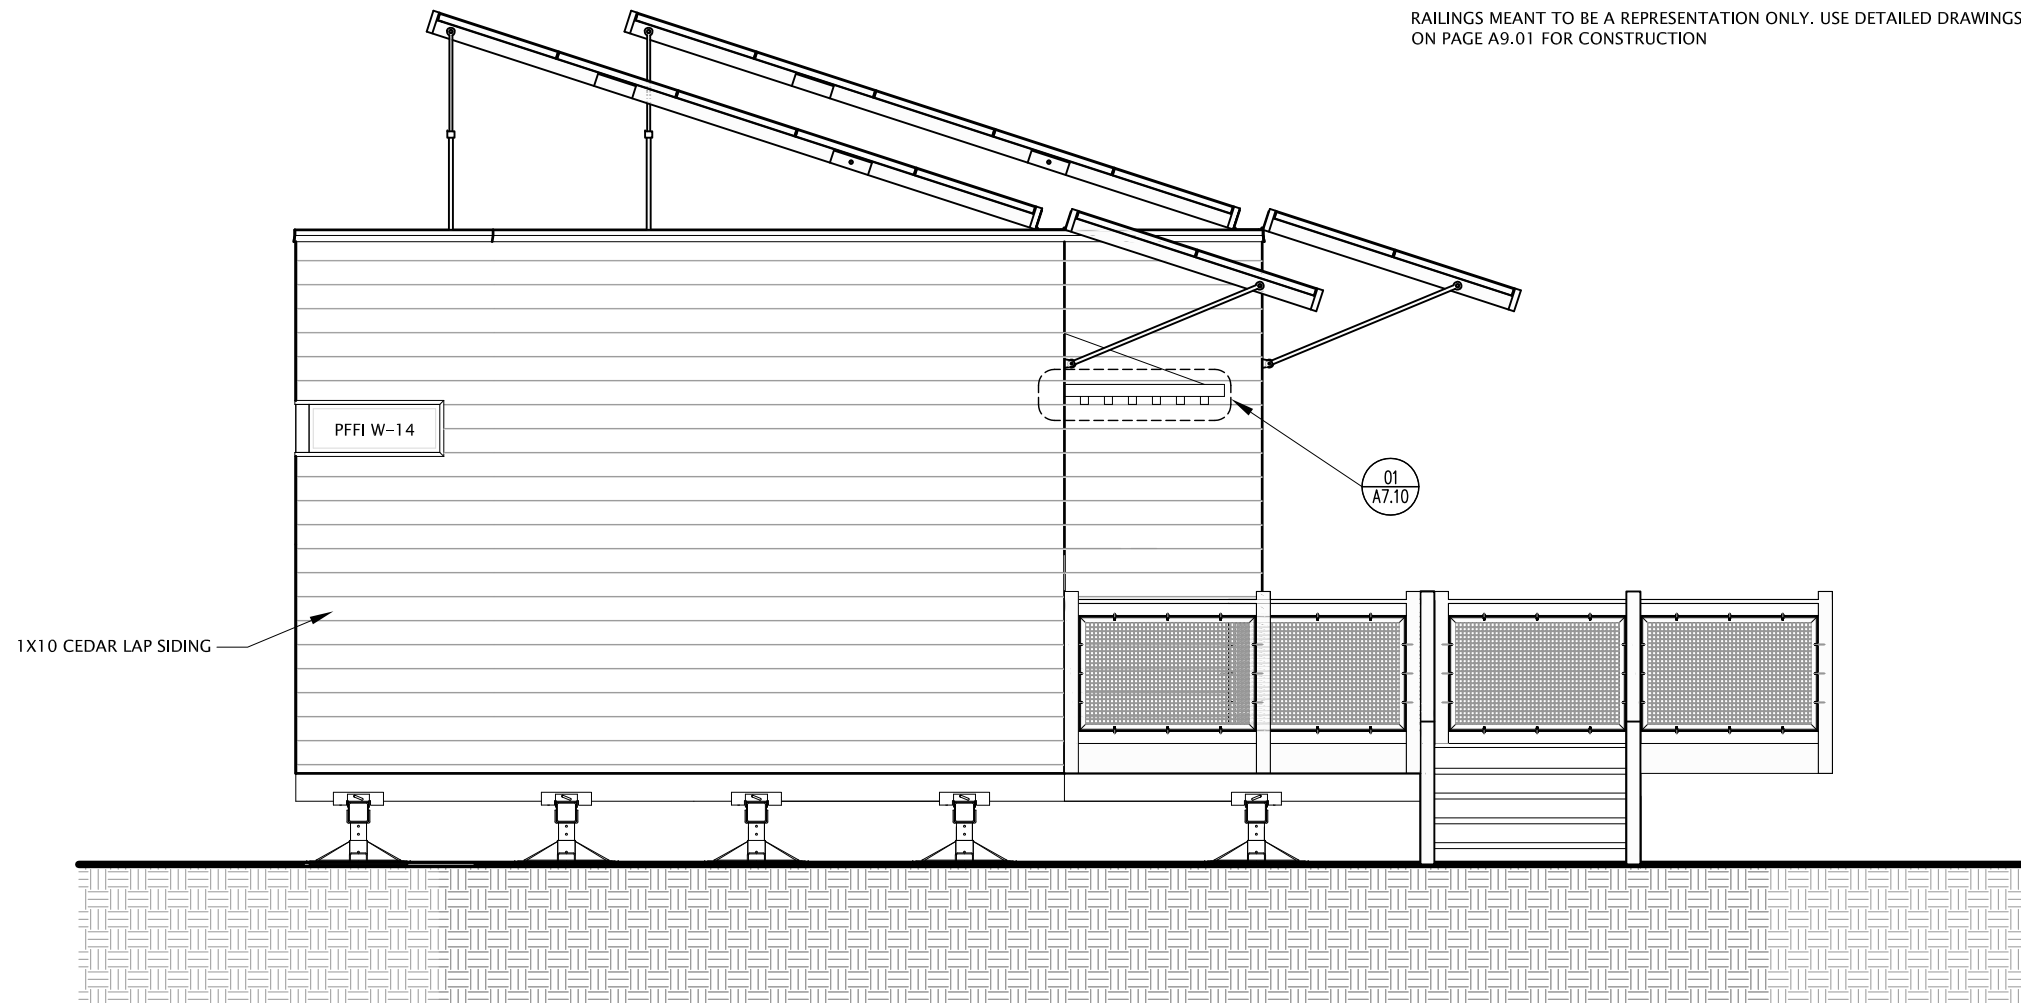 RAILINGS MEANT TO BE A REPRESENTATION ONLY. USE DETAILED DRAWINGS
ON PAGE A9.01 FOR CONSTRUCTION
PFFI W-14
01
A7.10
1X10 CEDAR LAP SIDING